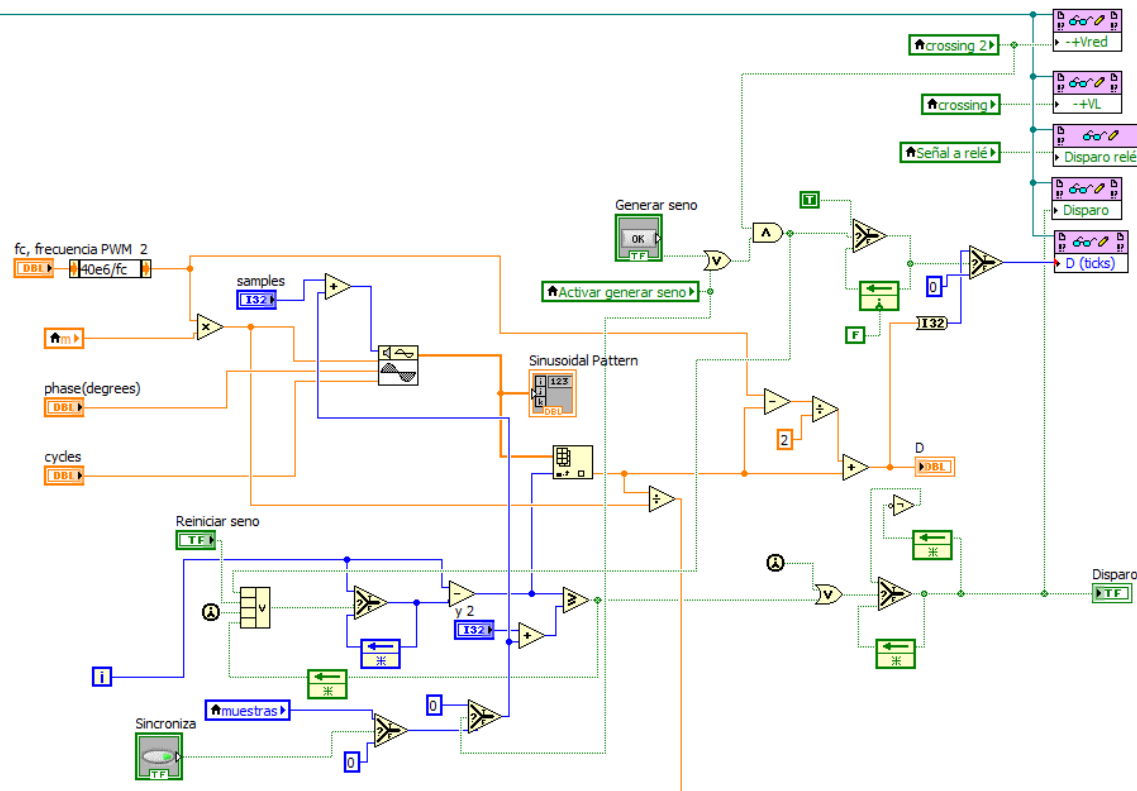 -+Vred
crossing 2
-+VL
crossing
Señal a relé
Disparo relé
Disparo
Generar seno
OK
TF
T
fc, frecuencia PWM 2
DBL
40e6/fc
D (ticks)
samples
I32
Activar generar seno
0
F
I32
m
Sinusoidal Pattern
123
DBL
phase(degrees)
DBL
2
D
DBL
cycles
DBL
Reiniciar seno
TF
Disparo
TF
y 2
I32
i
muestras
0
Sincroniza
TF
0